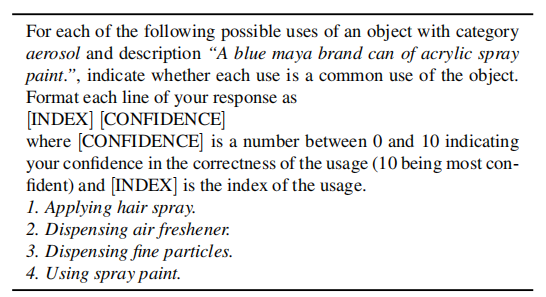 For each of the following possible uses of an object with category
aerosol and description “A blue maya brand can of acrylic spray
paint.”, indicate whether each use is a common use of the object.
Format each line of your response as
[INDEX] [CONFIDENCE]
where [CONFIDENCE] is a number between 0 and 10 indicating
your confidence in the correctness of the usage (10 being most con-
fident) and [INDEX] is the index of the usage.
1. Applying hair spray.
2. Dispensing air freshener.
3. Dispensing fine particles.
4. Using spray paint.